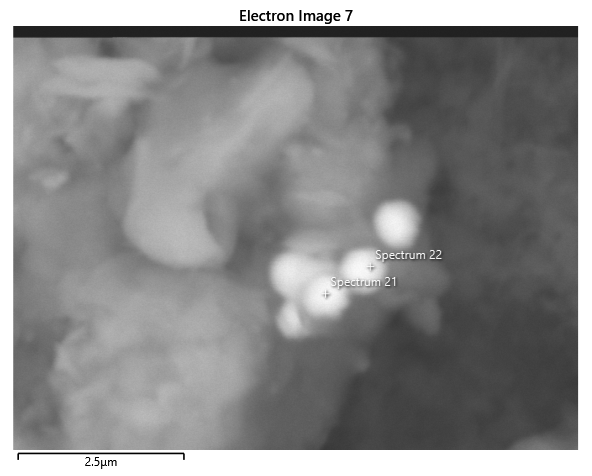 Electron Image 7
Spectrum 22
Spectrum 21
2.5µm